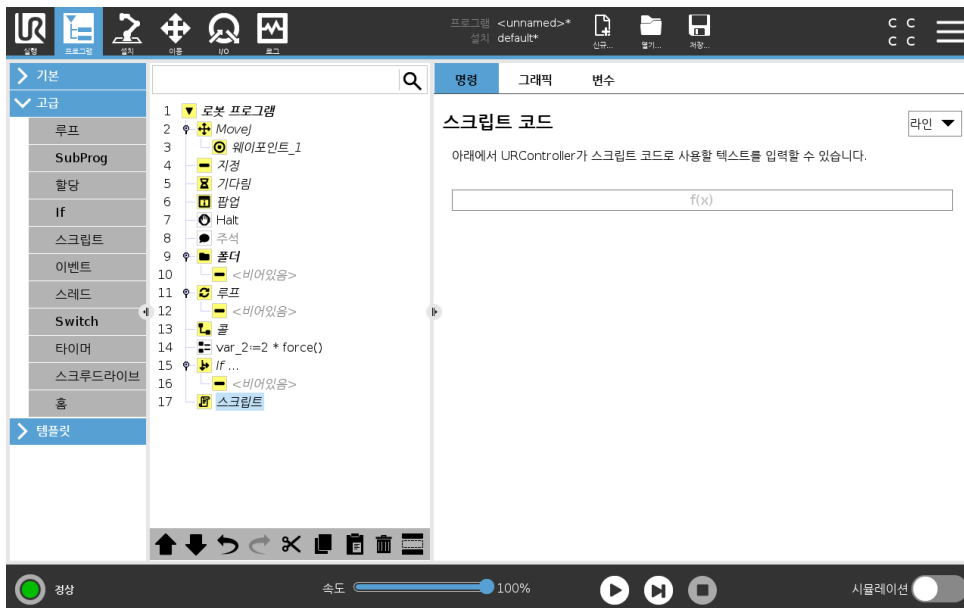 UR
실행
프로그램
설치
이동
I/O
로그
프로그램 <unnamed>*
설치 default*
신규...
열기...
저장...
C C
C C
기본
고급
루프
SubProg
할당
If
스크립트
이벤트
스레드
Switch
타이머
스크루드라이브
홈
템플릿
1 로봇 프로그램
2 MoveJ
3 웨이포인트_1
4 지정
5 기다림
6 팝업
7 Halt
8 주석
9 폴더
10 <비어있음>
11 루프
12 <비어있음>
13 콜
14 var_2≔2 * force()
15 If ...
16 <비어있음>
17 스크립트
명령 그래픽 변수
스크립트 코드
라인
아래에서 URController가 스크립트 코드로 사용할 텍스트를 입력할 수 있습니다.
f(x)
정상
속도
100%
시뮬레이션